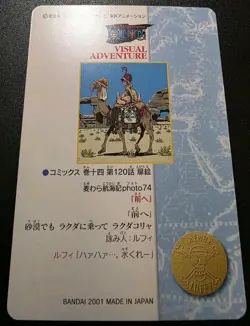 VISUAL
ADVENTURE
●コミックス 巻十四 第120話 扉絵
麦わら航海記photo74
「前へ」
「前へ」
砂漠でも ラクダに乗って ラクダコリャ
詠み人:ルフィ
ルフィ「ハァハァ…、水くれ〜」
BANDAI 2001 MADE IN JAPAN